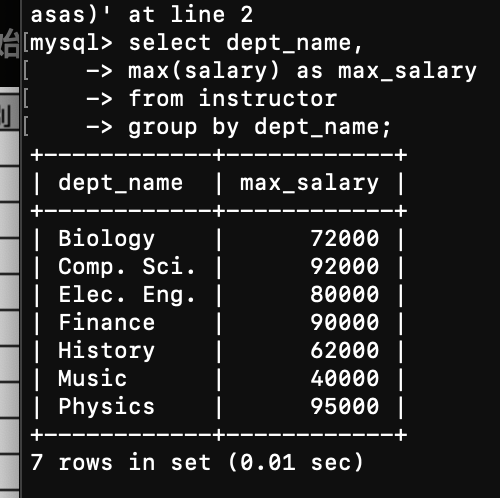 asas)' at line 2
[mysql> select dept_name,
[    -> max(salary) as max_salary
[    -> from instructor
[    -> group by dept_name;
+------------+------------+
| dept_name  | max_salary |
+------------+------------+
| Biology    |      72000 |
| Comp. Sci. |      92000 |
| Elec. Eng. |      80000 |
| Finance    |      90000 |
| History    |      62000 |
| Music      |      40000 |
| Physics    |      95000 |
+------------+------------+
7 rows in set (0.01 sec)